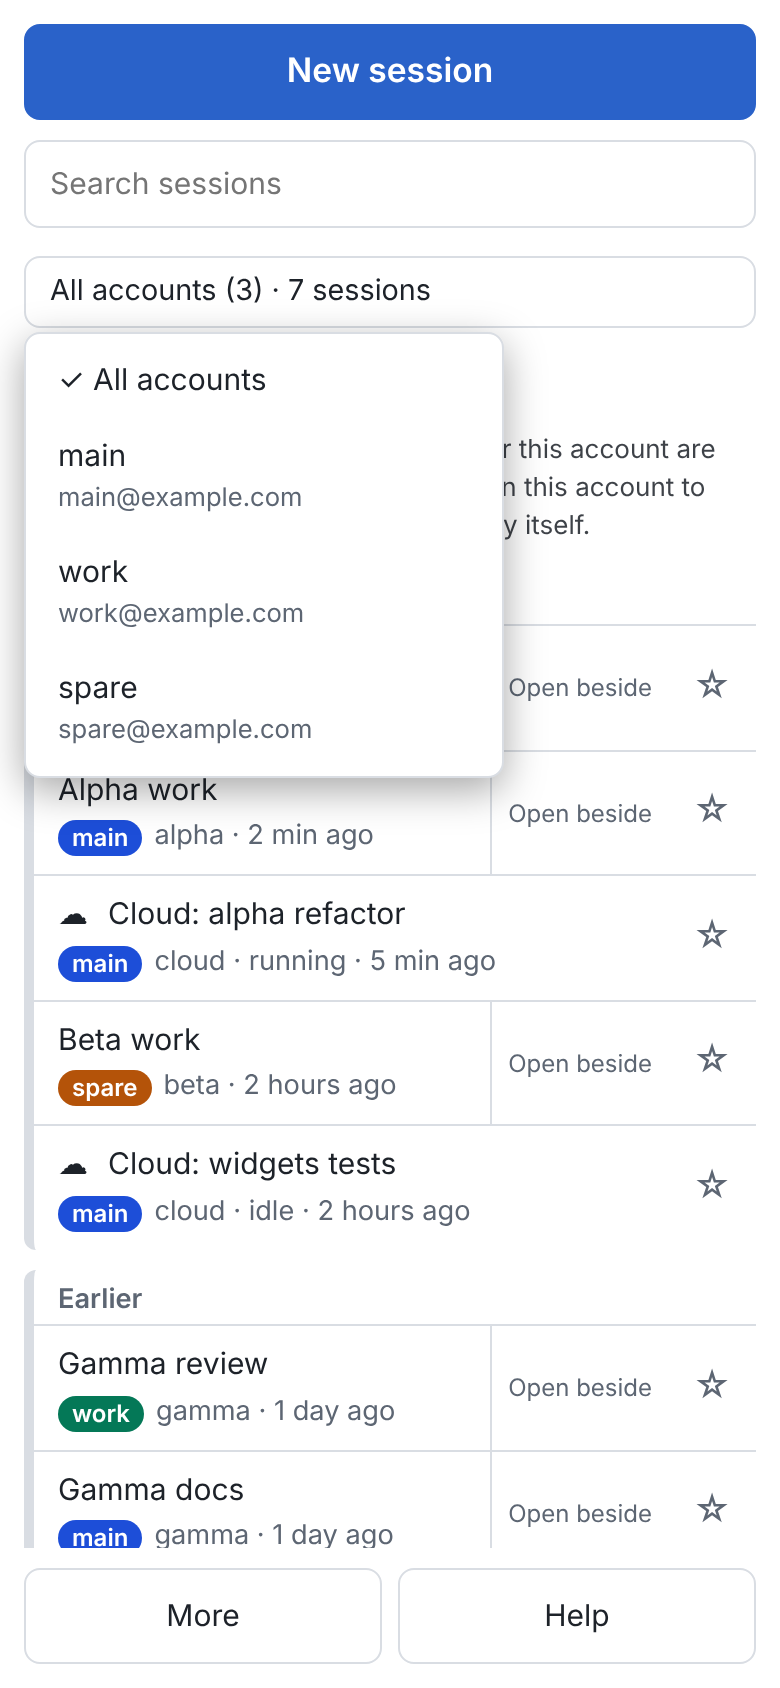 New session
Search sessions
All accounts (3) · 7 sessions
✓ All accounts
main
main@example.com
work
work@example.com
spare
spare@example.com
this account are
this account to
itself.
Open beside
Alpha work
main alpha · 2 min ago
Open beside
Cloud: alpha refactor
main cloud · running · 5 min ago
Beta work
spare beta · 2 hours ago
Open beside
Cloud: widgets tests
main cloud · idle · 2 hours ago
Earlier
Gamma review
work gamma · 1 day ago
Open beside
Gamma docs
main gamma · 1 day ago
Open beside
More
Help